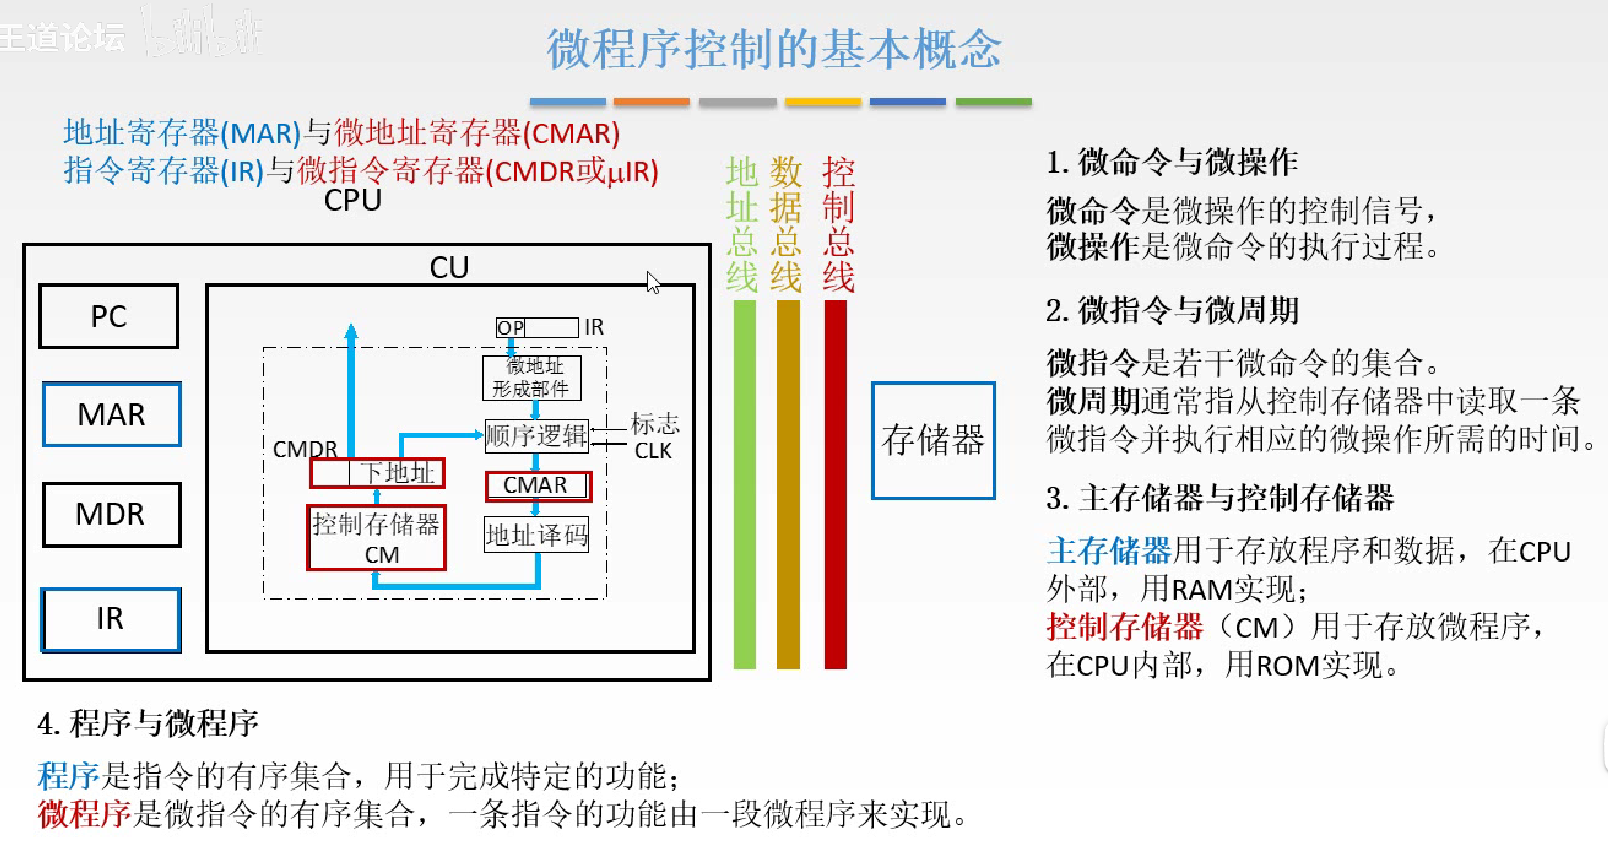 王道论坛
bilibili
微程序控制的基本概念
地址寄存器(MAR)与微地址寄存器(CMAR)
指令寄存器(IR)与微指令寄存器(CMDR或μIR)
CPU
CU
PC
MAR
MDR
IR
OP
IR
微地址
形成部件
顺序逻辑
标志
CLK
CMDR
下地址
CMAR
控制存储器
CM
地址译码
地址总线
数据总线
控制总线
存储器
1. 微命令与微操作
微命令是微操作的控制信号，
微操作是微命令的执行过程。
2. 微指令与微周期
微指令是若干微命令的集合。
微周期通常指从控制存储器中读取一条
微指令并执行相应的微操作所需的时间。
3. 主存储器与控制存储器
主存储器用于存放程序和数据，在CPU
外部，用RAM实现；
控制存储器（CM）用于存放微程序，
在CPU内部，用ROM实现。
4. 程序与微程序
程序是指令的有序集合，用于完成特定的功能；
微程序是微指令的有序集合，一条指令的功能由一段微程序来实现。